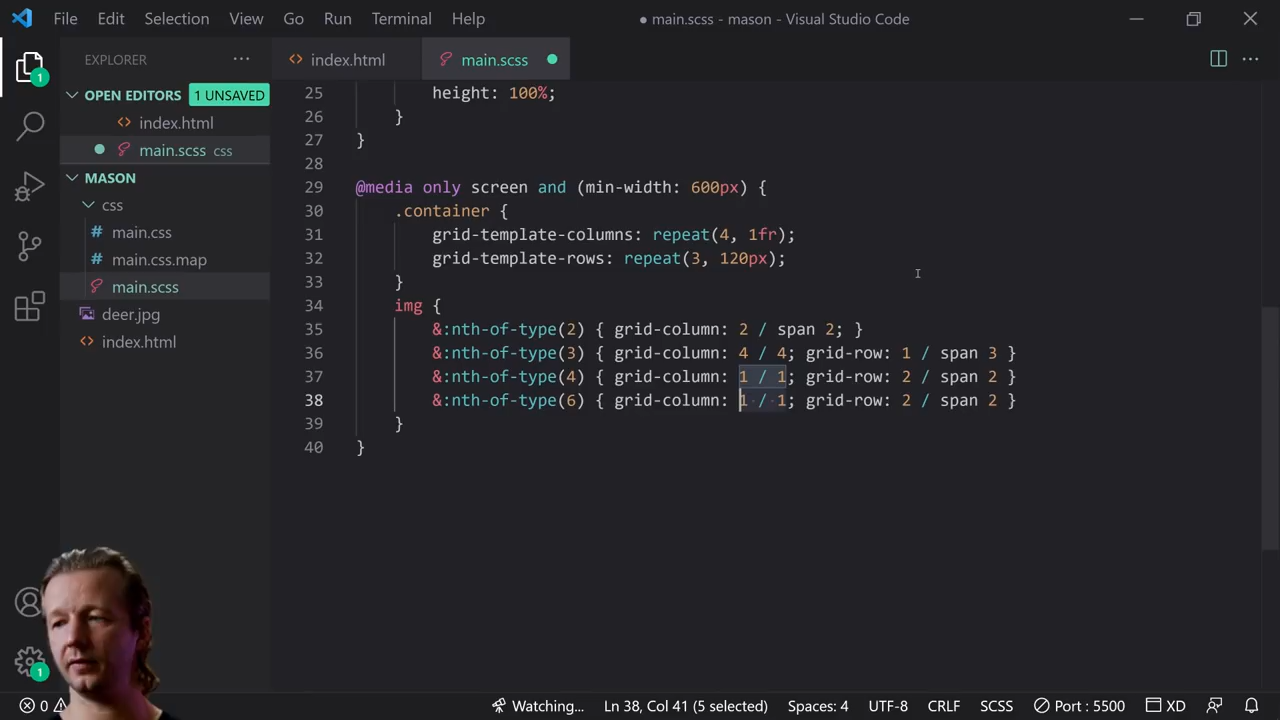 File Edit Selection View Go Run Terminal Help ● main.scss - mason - Visual Studio Code
EXPLORER ···
index.html
main.scss
OPEN EDITORS 1 UNSAVED
index.html
main.scss css
MASON
css
main.css
main.css.map
main.scss
deer.jpg
index.html
25 height: 100%;
26 }
27 }
28
29 @media only screen and (min-width: 600px) {
30 .container {
31 grid-template-columns: repeat(4, 1fr);
32 grid-template-rows: repeat(3, 120px);
33 }
34 img {
35 &:nth-of-type(2) { grid-column: 2 / span 2; }
36 &:nth-of-type(3) { grid-column: 4 / 4; grid-row: 1 / span 3 }
37 &:nth-of-type(4) { grid-column: 1 / 1; grid-row: 2 / span 2 }
38 &:nth-of-type(6) { grid-column: 1 / 1; grid-row: 2 / span 2 }
39 }
40 }
1
1
0 Watching... Ln 38, Col 41 (5 selected) Spaces: 4 UTF-8 CRLF SCSS Port : 5500 XD